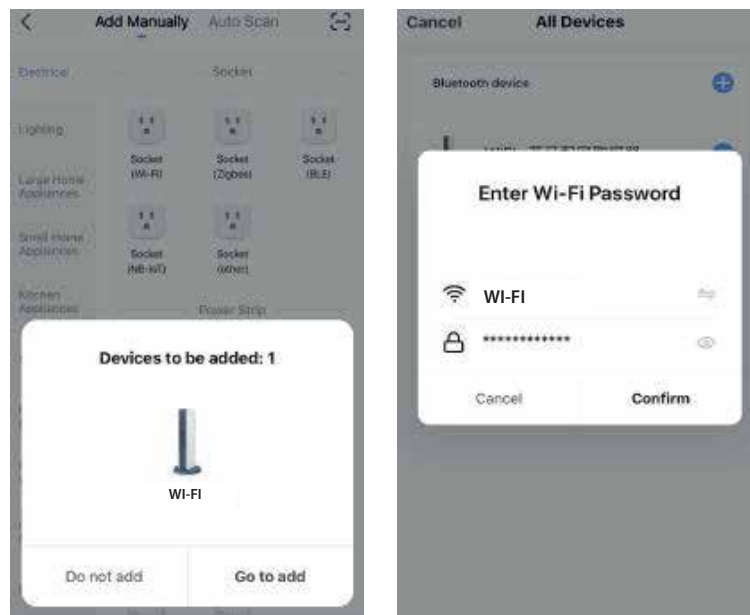 Add Manually Auto Scan
Electrical
Socket
Lighting
Socket
(Wi-Fi)
Socket
(Zigbee)
Socket
(BLE)
Large Home
Appliances
Small Home
Appliances
Socket
(NB-IoT)
Socket
(other)
Kitchen
Appliances
Power Strip
Devices to be added: 1
WI-FI
Do not add
Go to add
Cancel
All Devices
Bluetooth device
Enter Wi-Fi Password
WI-FI
************
Cancel
Confirm